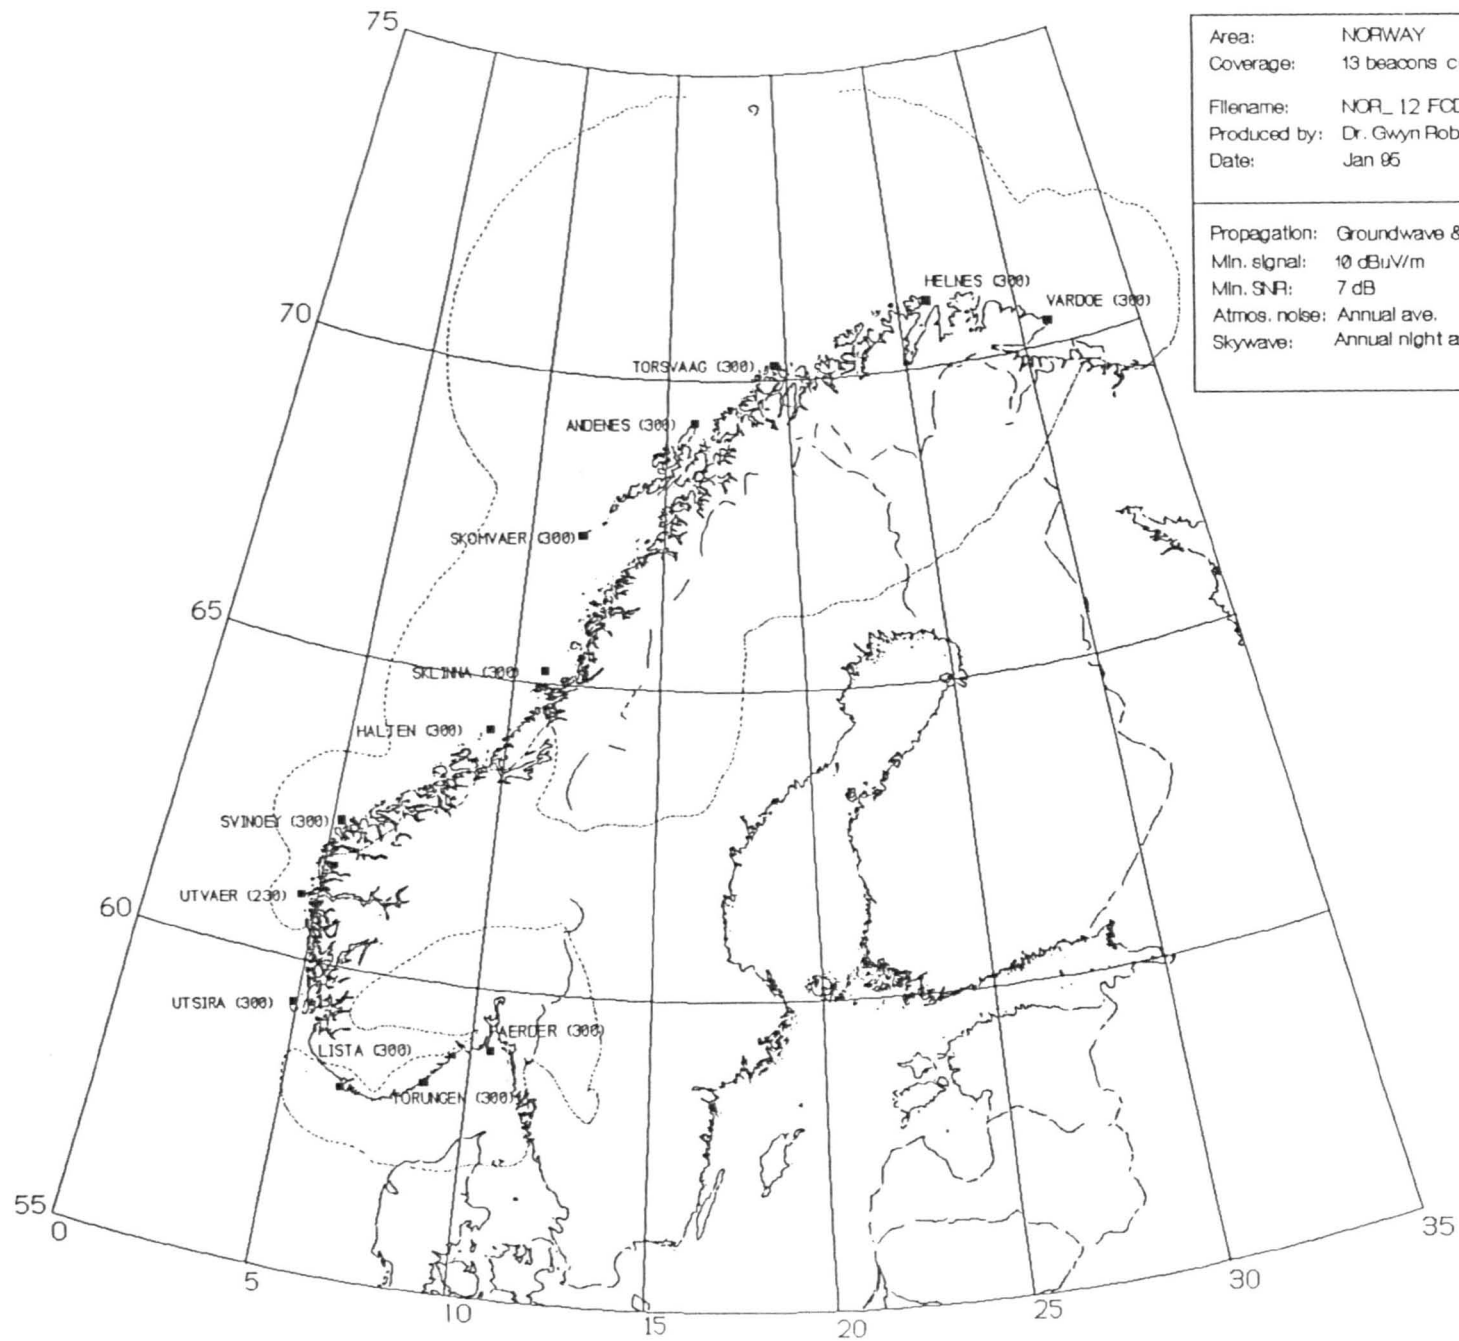 75
Area: NORWAY
Coverage: 13 beacons
Filename: NOR_12.FCD
Produced by: Dr. Gwyn
Date: Jan 95
Propagation: Groundwave &
Min. signal: 10 dBuV/m
Min. SNR: 7 dB
Atmos. noise: Annual ave.
Skywave: Annual night
HELNES (300)
VARDOE (300)
70
TORSVAAG (300)
ANDENES (300)
SKOMVAER (300)
65
SKLINNA (300)
HALTEN (300)
SVINOEY (300)
UTVAER (230)
60
UTSIRA (300)
FAERDER (300)
LISTA (300)
TORUNGEN (300)
55
0
5
10
15
20
25
30
35